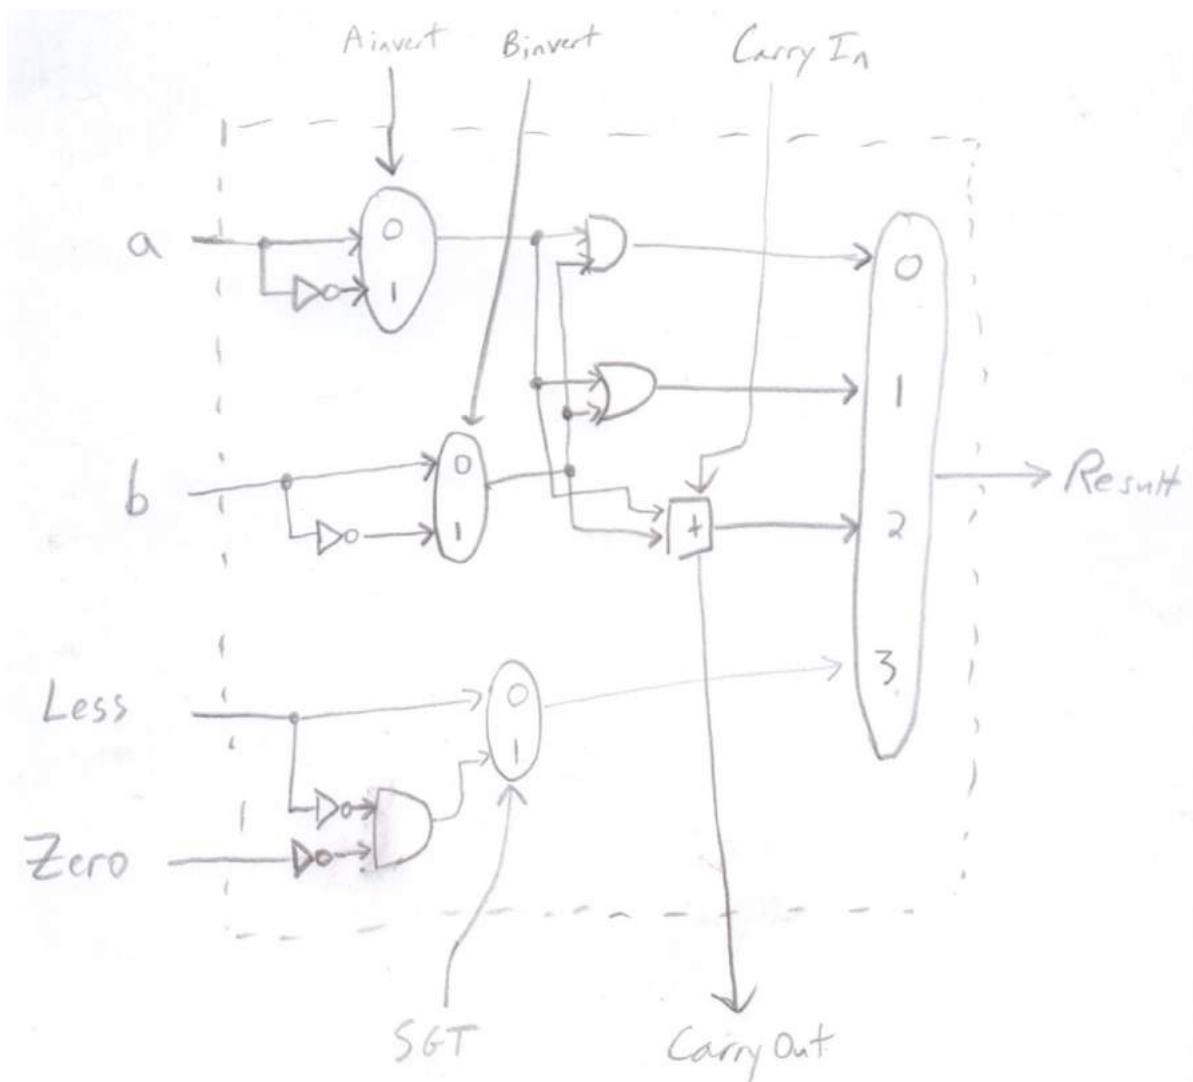 Ainvert
Binvert
Carry In
a
0
1
0
b
0
1
1
2
+
Result
Less
0
1
3
Zero
SGT
Carry Out